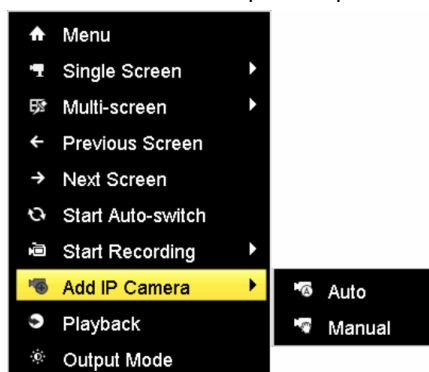 Menu
Single Screen
Multi-screen
Previous Screen
Next Screen
Start Auto-switch
Start Recording
Add IP Camera
Auto
Playback
Manual
Output Mode